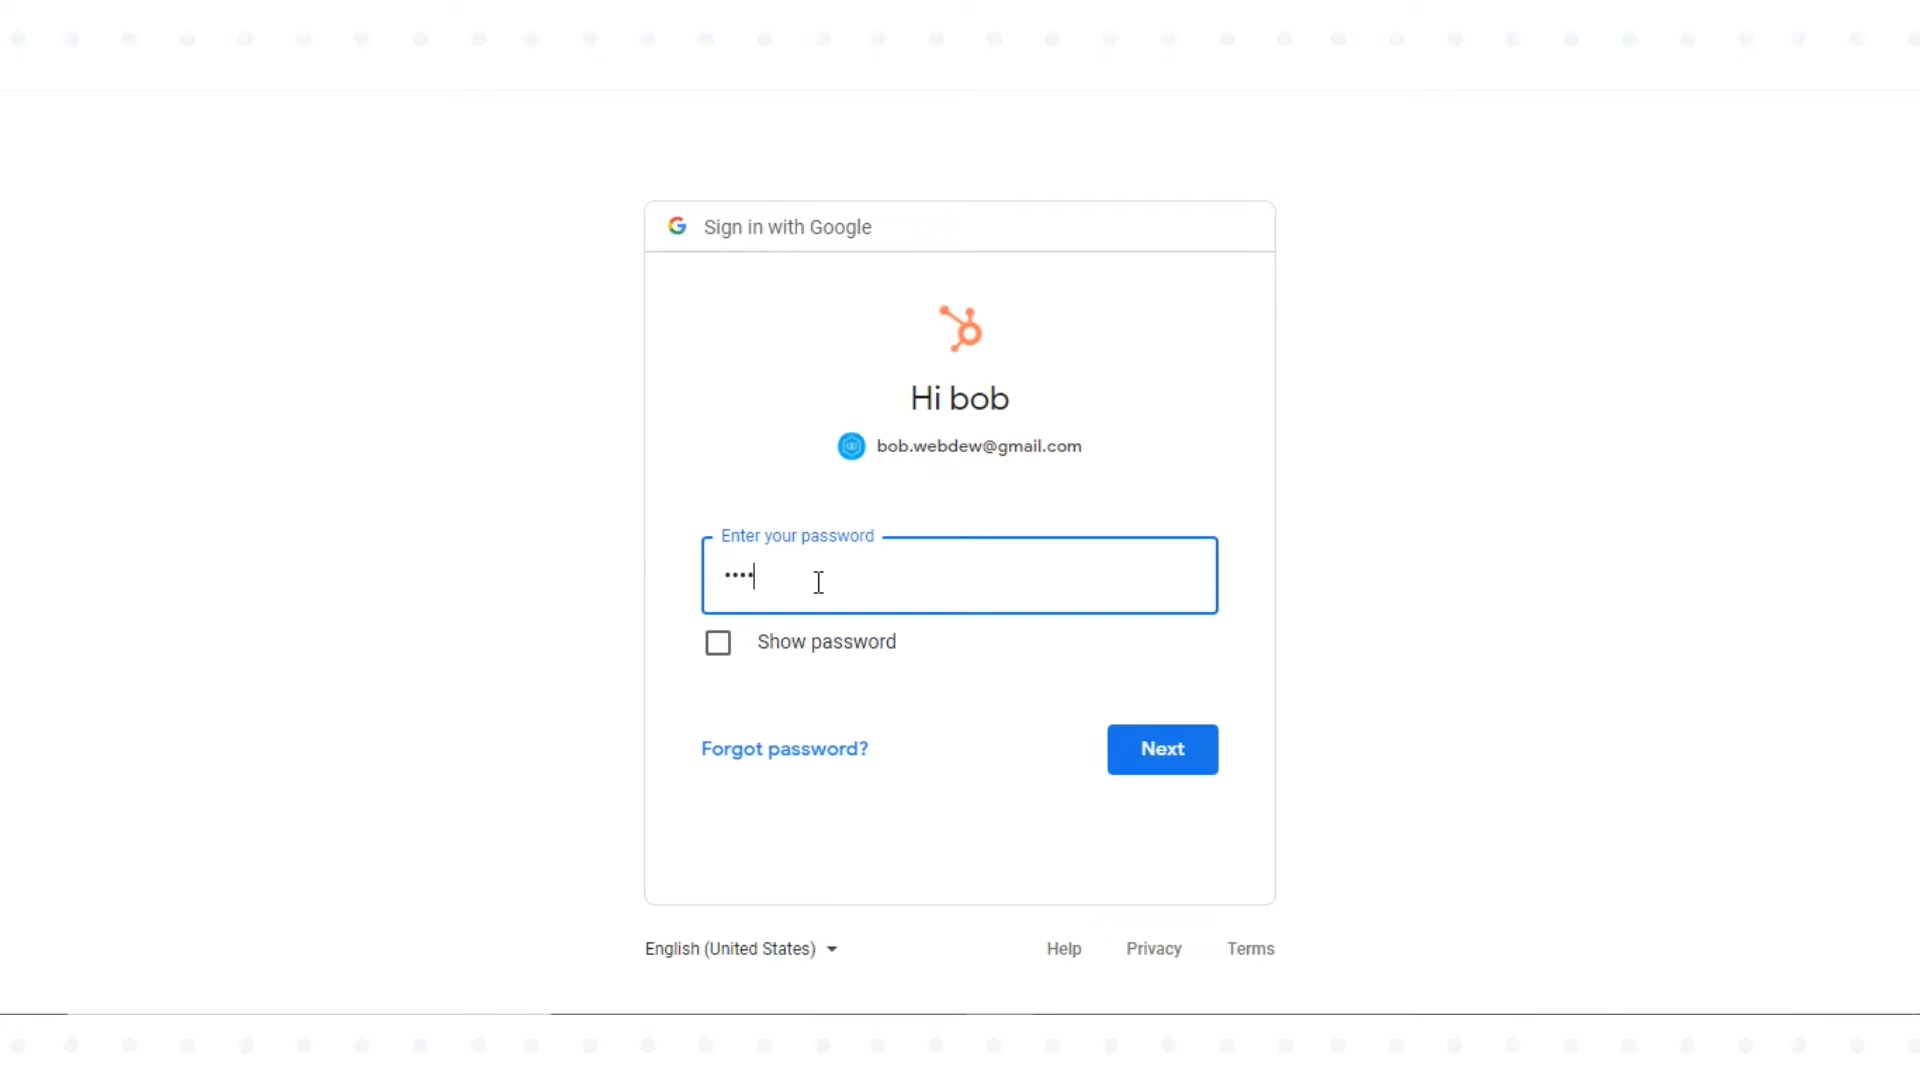 Sign in with Google
Hi bob
bob.webdew@gmail.com
Enter your password
••••
Show password
Forgot password?
Next
English (United States)
Help Privacy Terms